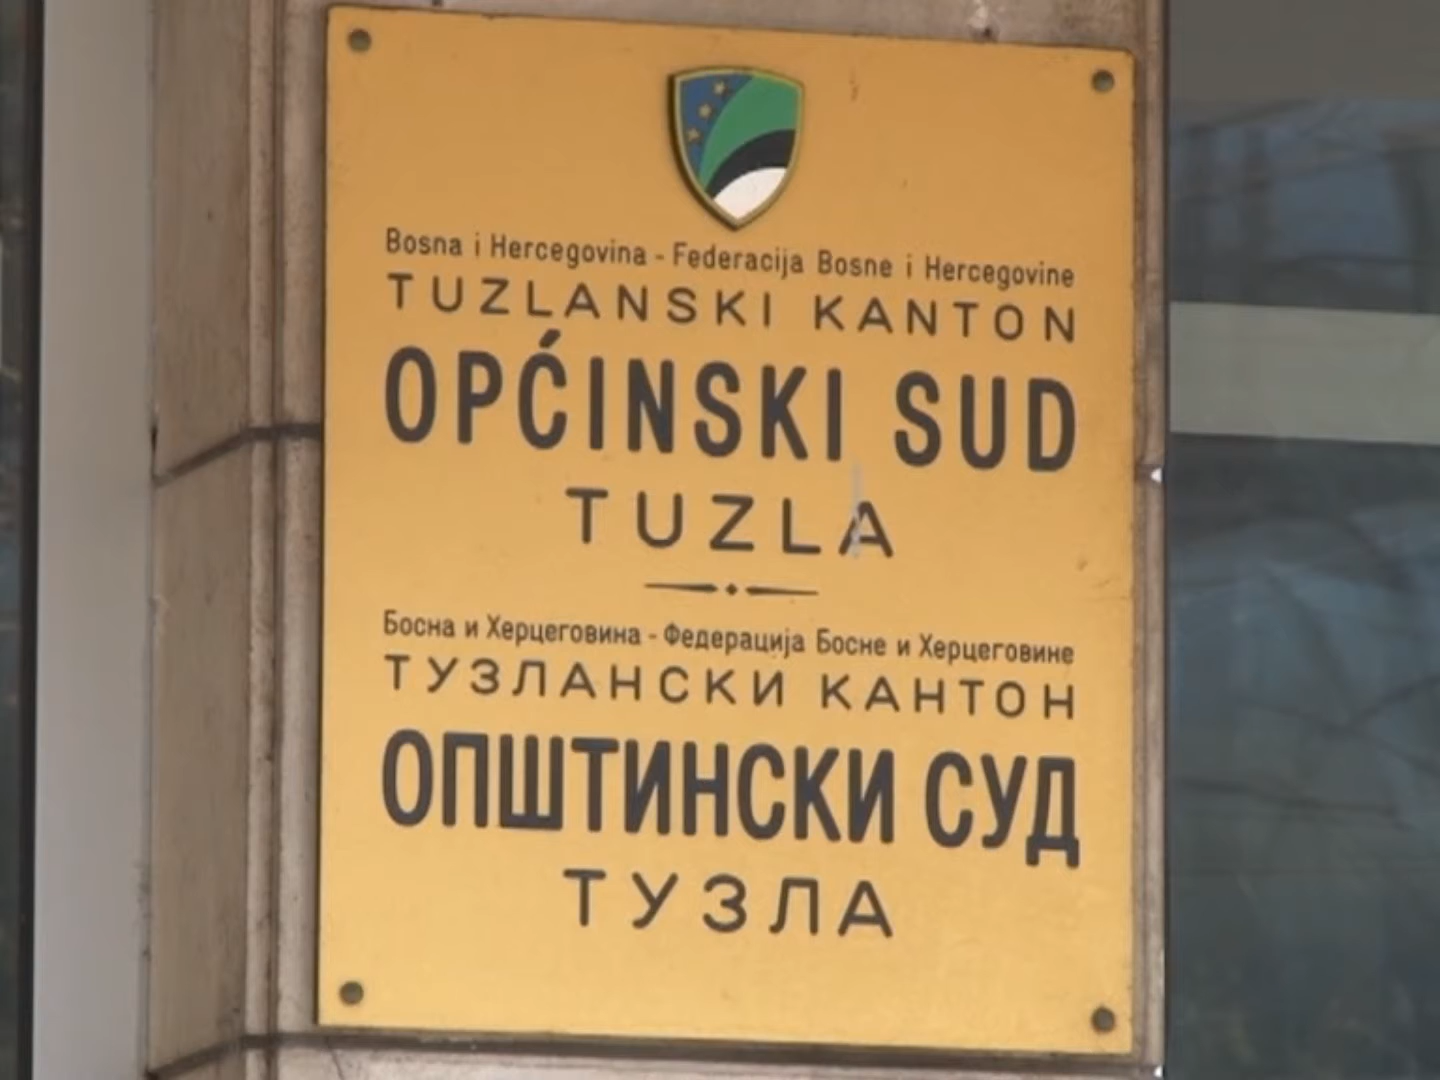 Bosna i Hercegovina - Federacija Bosne i Hercegovine
TUZLANSKI KANTON
OPĆINSKI SUD
TUZLA
Босна и Херцеговина - Федерација Босне и Херцеговине
ТУЗЛАНСКИ КАНТОН
ОПШТИНСКИ СУД
ТУЗЛА